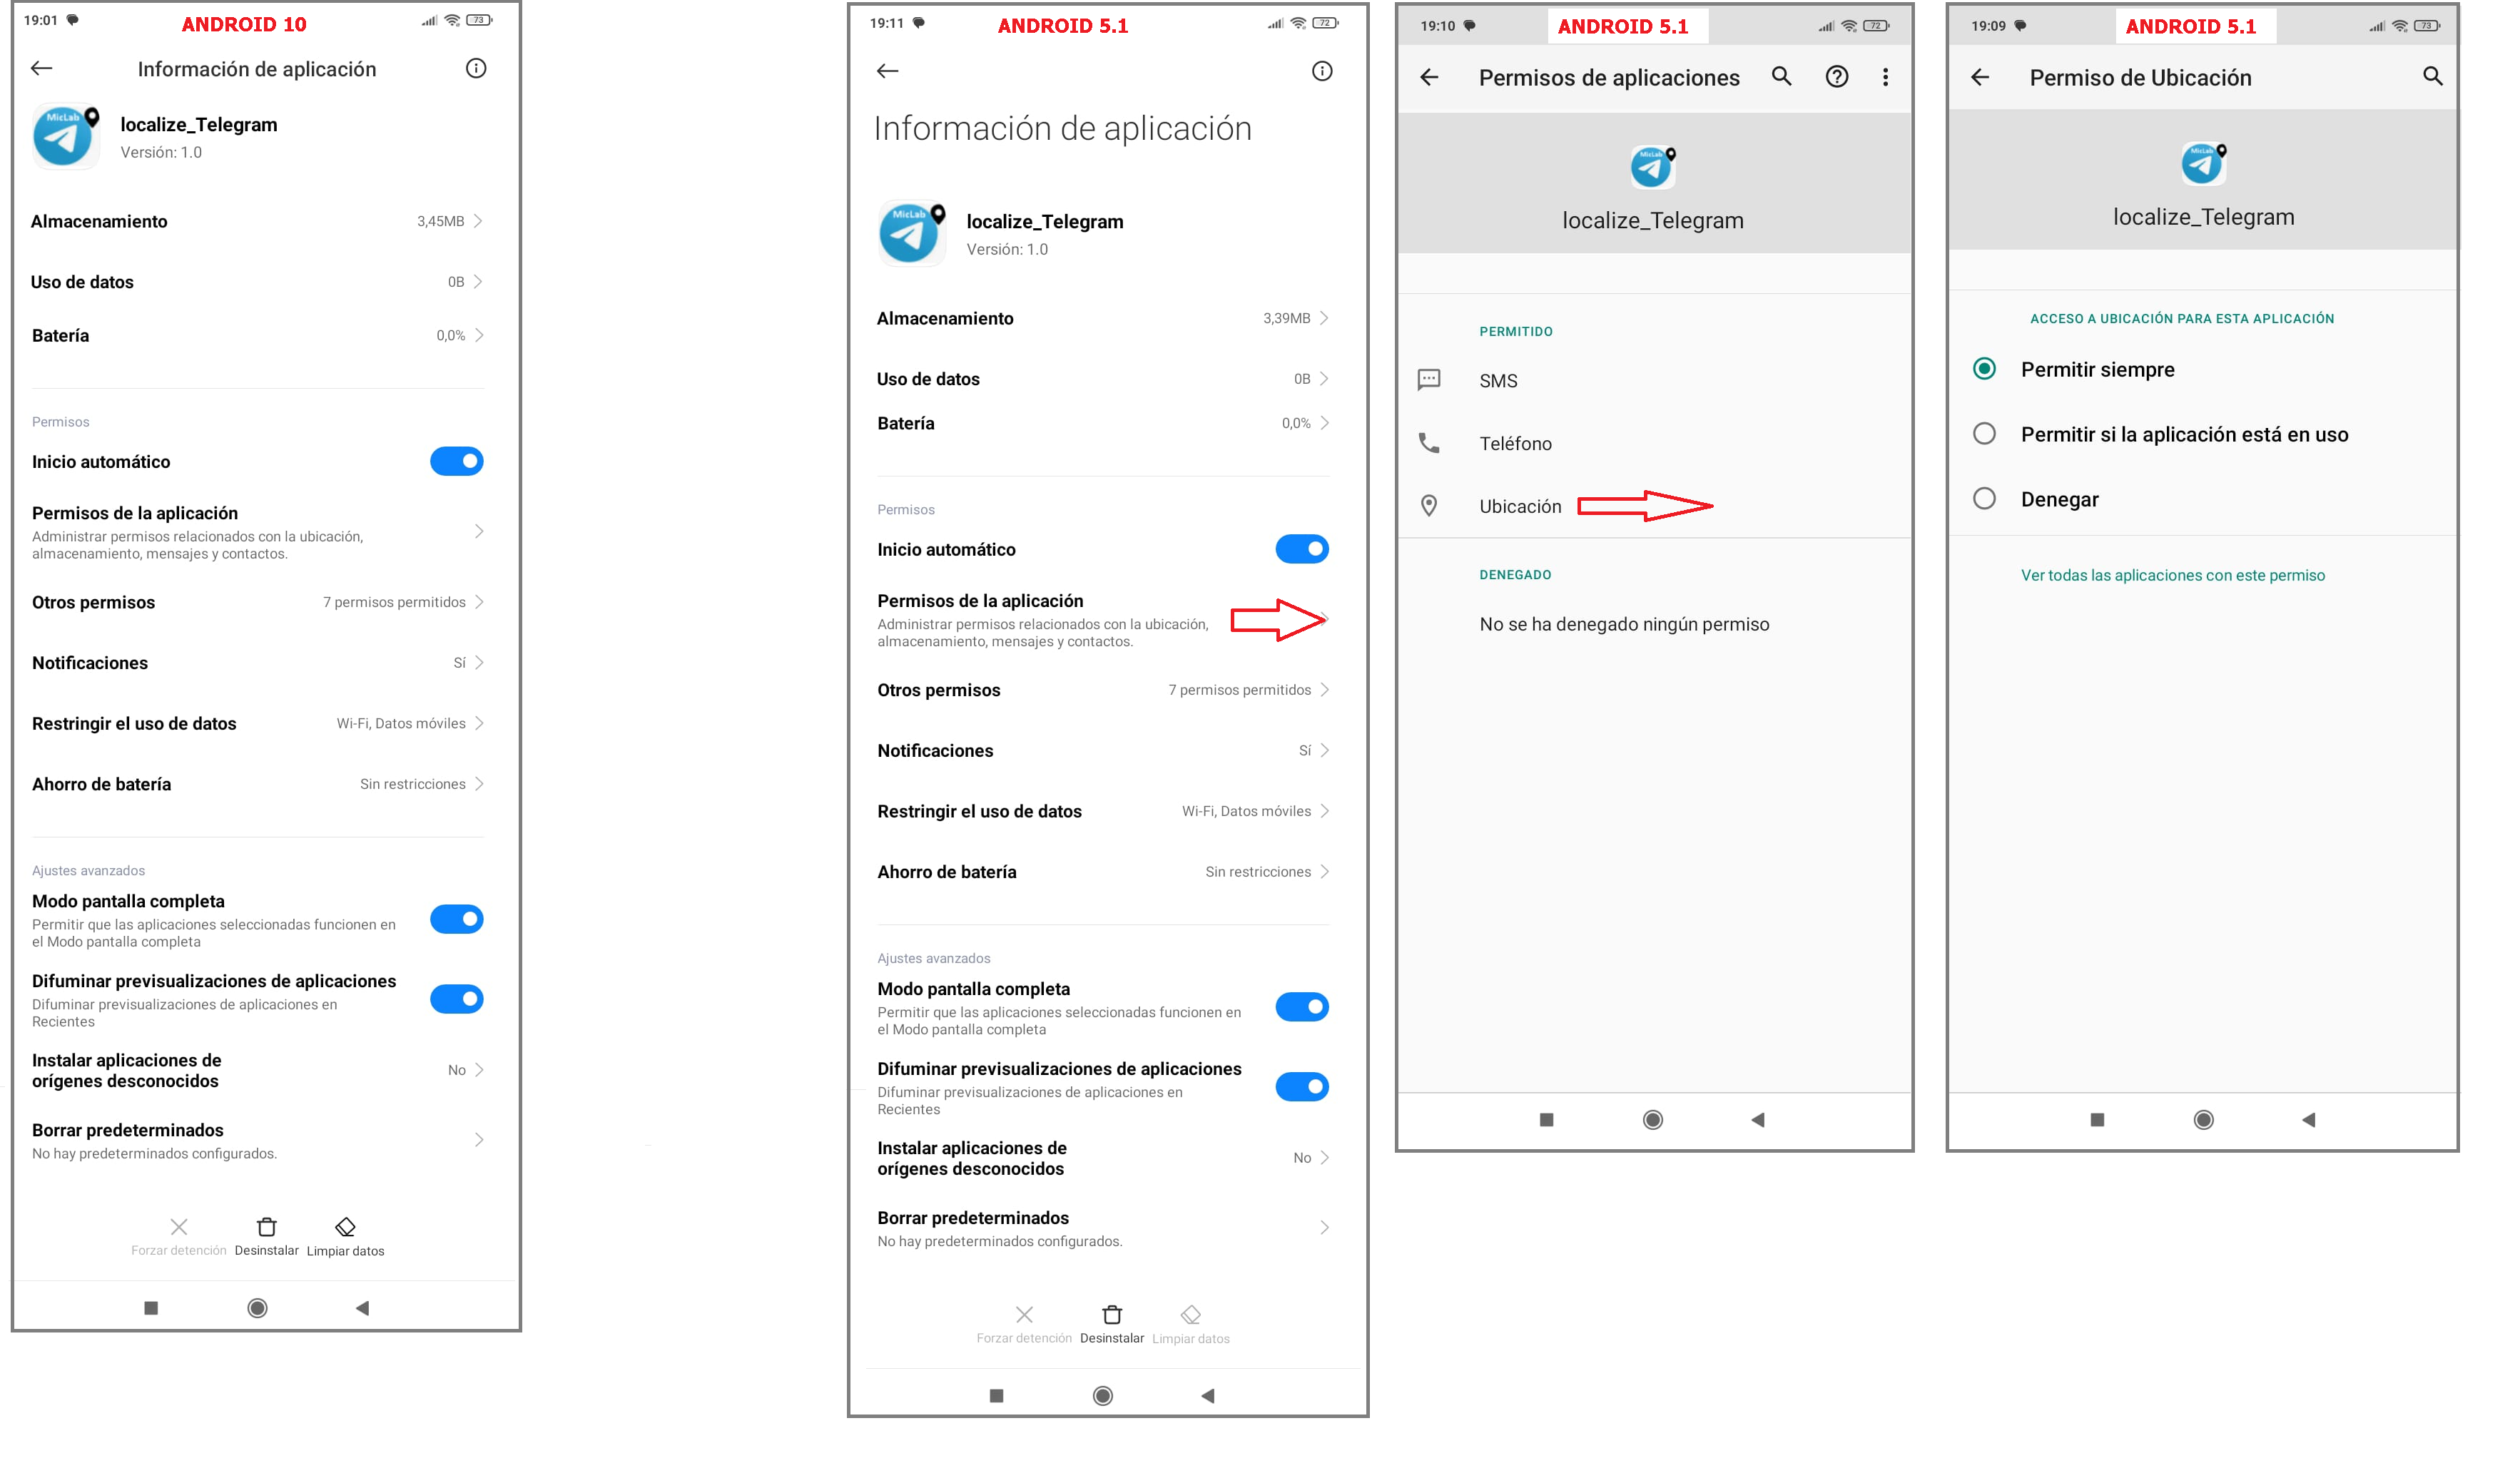 19:01
ANDROID 10
73
Información de aplicación
MicLab
localize_Telegram
Versión: 1.0
Almacenamiento
3,45MB
Uso de datos
0B
Batería
0,0%
Permisos
Inicio automático
Permisos de la aplicación
Administrar permisos relacionados con la ubicación,
almacenamiento, mensajes y contactos.
Otros permisos
7 permisos permitidos
Notificaciones
Sí
Restringir el uso de datos
Wi-Fi, Datos móviles
Ahorro de batería
Sin restricciones
Ajustes avanzados
Modo pantalla completa
Permitir que las aplicaciones seleccionadas funcionen en
el Modo pantalla completa
Difuminar previsualizaciones de aplicaciones
Difuminar previsualizaciones de aplicaciones en
Recientes
Instalar aplicaciones de
orígenes desconocidos
No
Borrar predeterminados
No hay predeterminados configurados.
Forzar detención
Desinstalar
Limpiar datos
19:11
ANDROID 5.1
72
Información de aplicación
MicLab
localize_Telegram
Versión: 1.0
Almacenamiento
3,39MB
Uso de datos
0B
Batería
0,0%
Permisos
Inicio automático
Permisos de la aplicación
Administrar permisos relacionados con la ubicación,
almacenamiento, mensajes y contactos.
Otros permisos
7 permisos permitidos
Notificaciones
Sí
Restringir el uso de datos
Wi-Fi, Datos móviles
Ahorro de batería
Sin restricciones
Ajustes avanzados
Modo pantalla completa
Permitir que las aplicaciones seleccionadas funcionen en
el Modo pantalla completa
Difuminar previsualizaciones de aplicaciones
Difuminar previsualizaciones de aplicaciones en
Recientes
Instalar aplicaciones de
orígenes desconocidos
No
Borrar predeterminados
No hay predeterminados configurados.
Forzar detención
Desinstalar
Limpiar datos
19:10
ANDROID 5.1
72
Permisos de aplicaciones
MicLab
localize_Telegram
PERMITIDO
SMS
Teléfono
Ubicación
DENEGADO
No se ha denegado ningún permiso
19:09
ANDROID 5.1
73
Permiso de Ubicación
MicLab
localize_Telegram
ACCESO A UBICACIÓN PARA ESTA APLICACIÓN
Permitir siempre
Permitir si la aplicación está en uso
Denegar
Ver todas las aplicaciones con este permiso